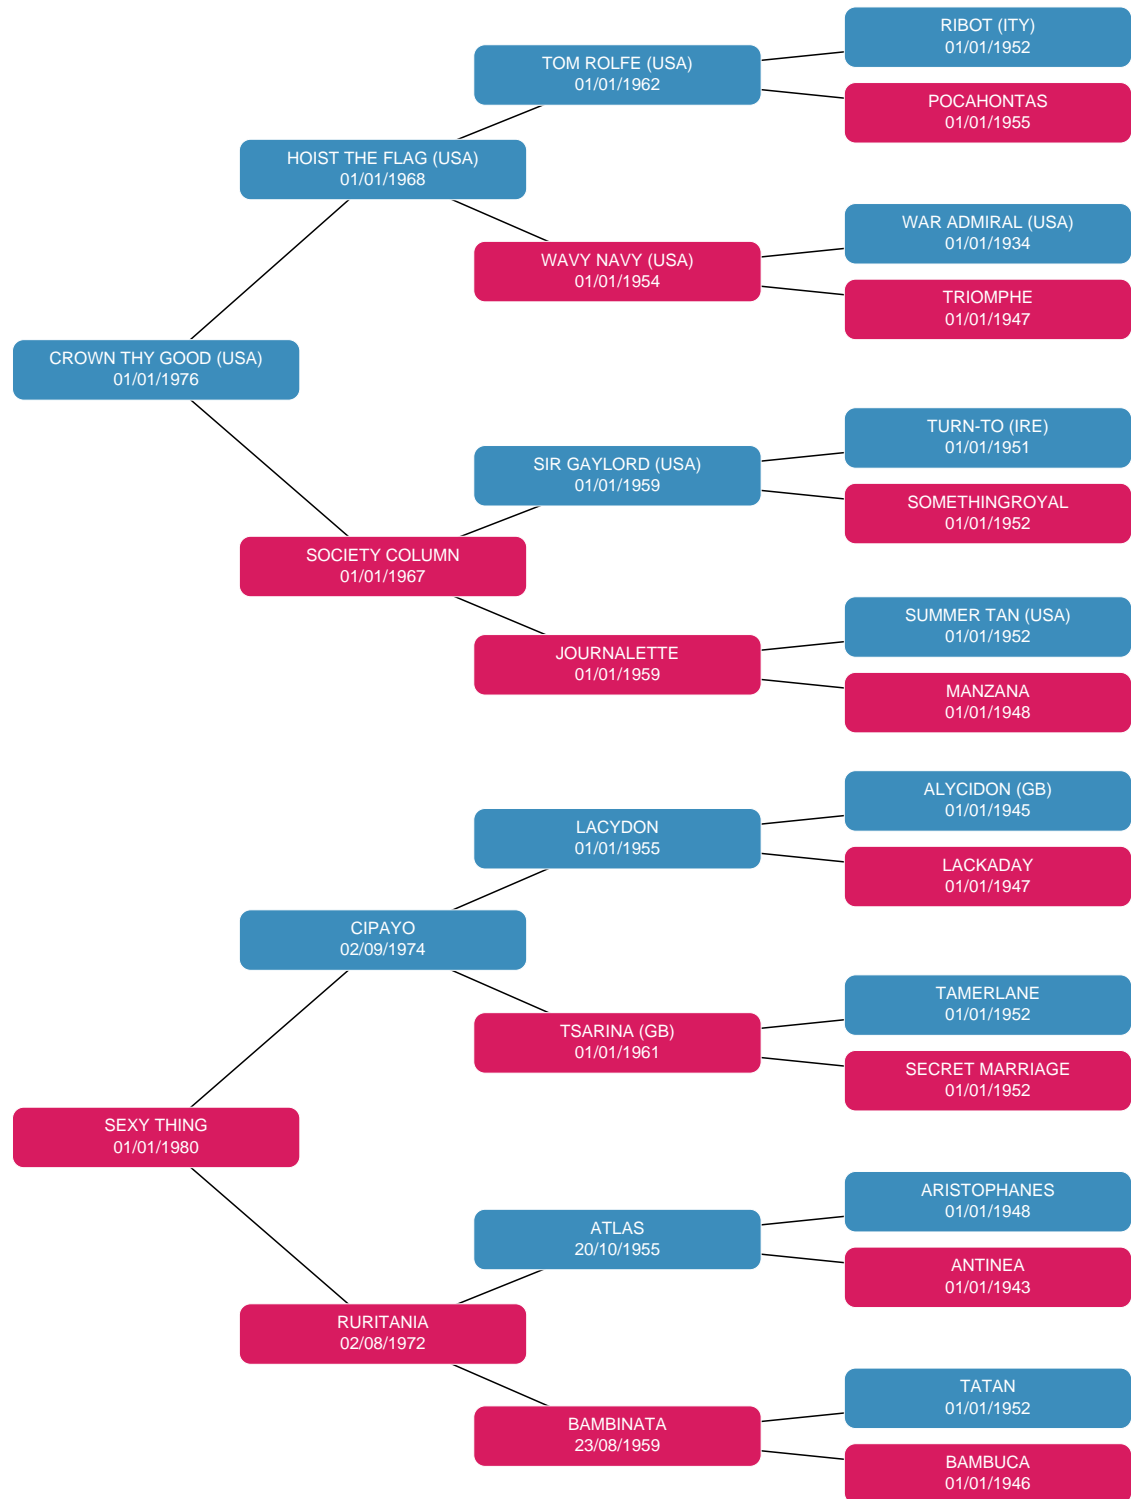 RIBOT (ITY)
01/01/1952
TOM ROLFE (USA)
01/01/1962
POCAHONTAS
01/01/1955
HOIST THE FLAG (USA)
01/01/1968
WAR ADMIRAL (USA)
01/01/1934
WAVY NAVY (USA)
01/01/1954
TRIOMPHE
01/01/1947
CROWN THY GOOD (USA)
01/01/1976
TURN-TO (IRE)
01/01/1951
SIR GAYLORD (USA)
01/01/1959
SOMETHINGROYAL
01/01/1952
SOCIETY COLUMN
01/01/1967
SUMMER TAN (USA)
01/01/1952
JOURNALETTE
01/01/1959
MANZANA
01/01/1948
ALYCIDON (GB)
01/01/1945
LACYDON
01/01/1955
LACKADAY
01/01/1947
CIPAYO
02/09/1974
TAMERLANE
01/01/1952
TSARINA (GB)
01/01/1961
SECRET MARRIAGE
01/01/1952
SEXY THING
01/01/1980
ARISTOPHANES
01/01/1948
ATLAS
20/10/1955
ANTINEA
01/01/1943
RURITANIA
02/08/1972
TATAN
01/01/1952
BAMBINATA
23/08/1959
BAMBUCA
01/01/1946